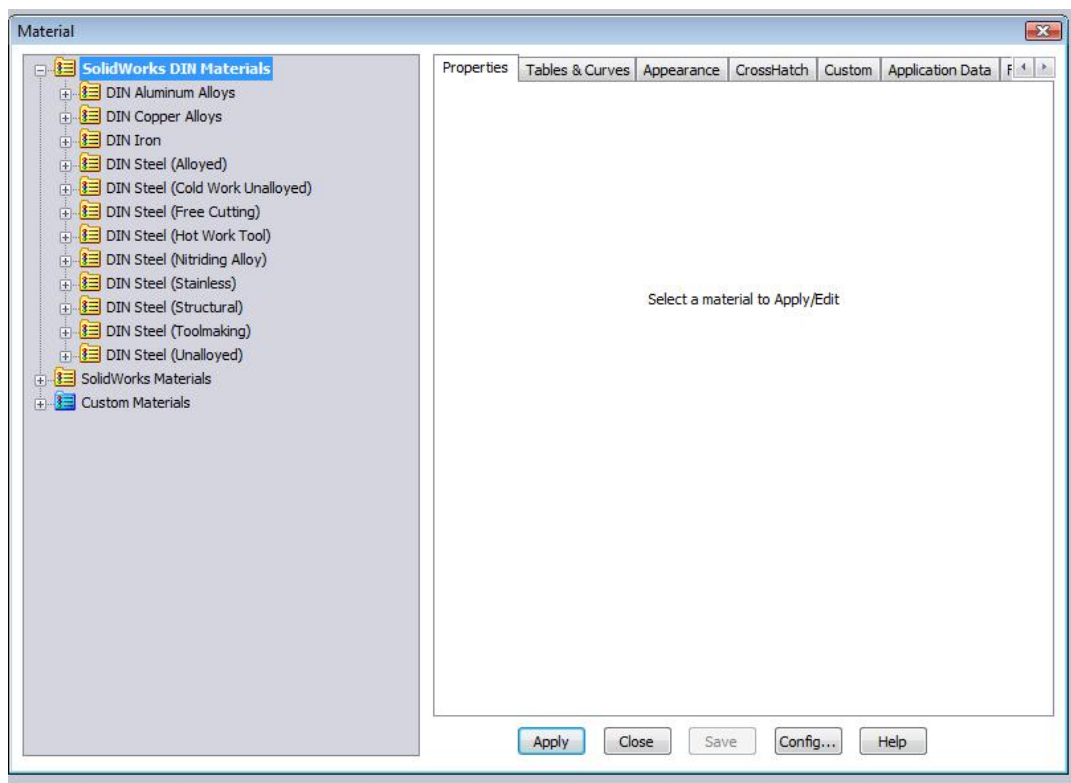 Material
SolidWorks DIN Materials
DIN Aluminum Alloys
DIN Copper Alloys
DIN Iron
DIN Steel (Alloyed)
DIN Steel (Cold Work Unalloyed)
DIN Steel (Free Cutting)
DIN Steel (Hot Work Tool)
DIN Steel (Nitriding Alloy)
DIN Steel (Stainless)
DIN Steel (Structural)
DIN Steel (Toolmaking)
DIN Steel (Unalloyed)
SolidWorks Materials
Custom Materials
Properties Tables & Curves Appearance CrossHatch Custom Application Data
Select a material to Apply/Edit
Apply Close Save Config... Help